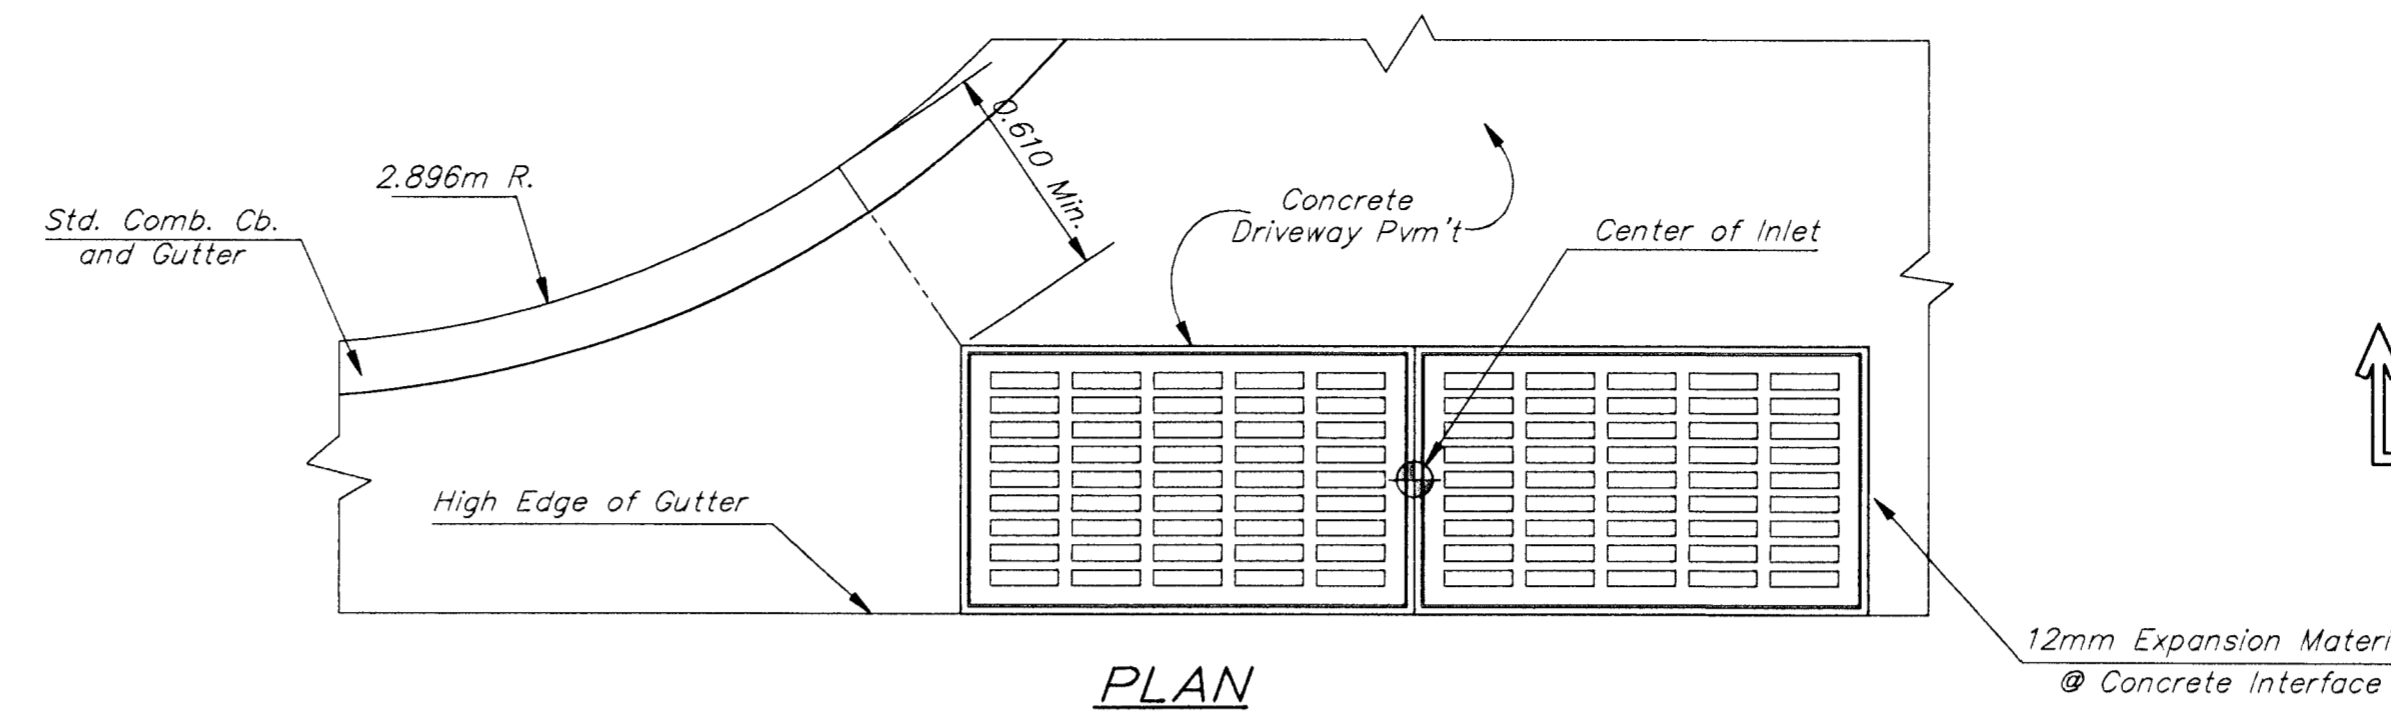 0.610 Min.
2.896m R.
Std. Comb. Cb.
and Gutter
Concrete
Driveway Pvm't
Center of Inlet
High Edge of Gutter
12mm Expansion Materi
@ Concrete Interface
PLAN